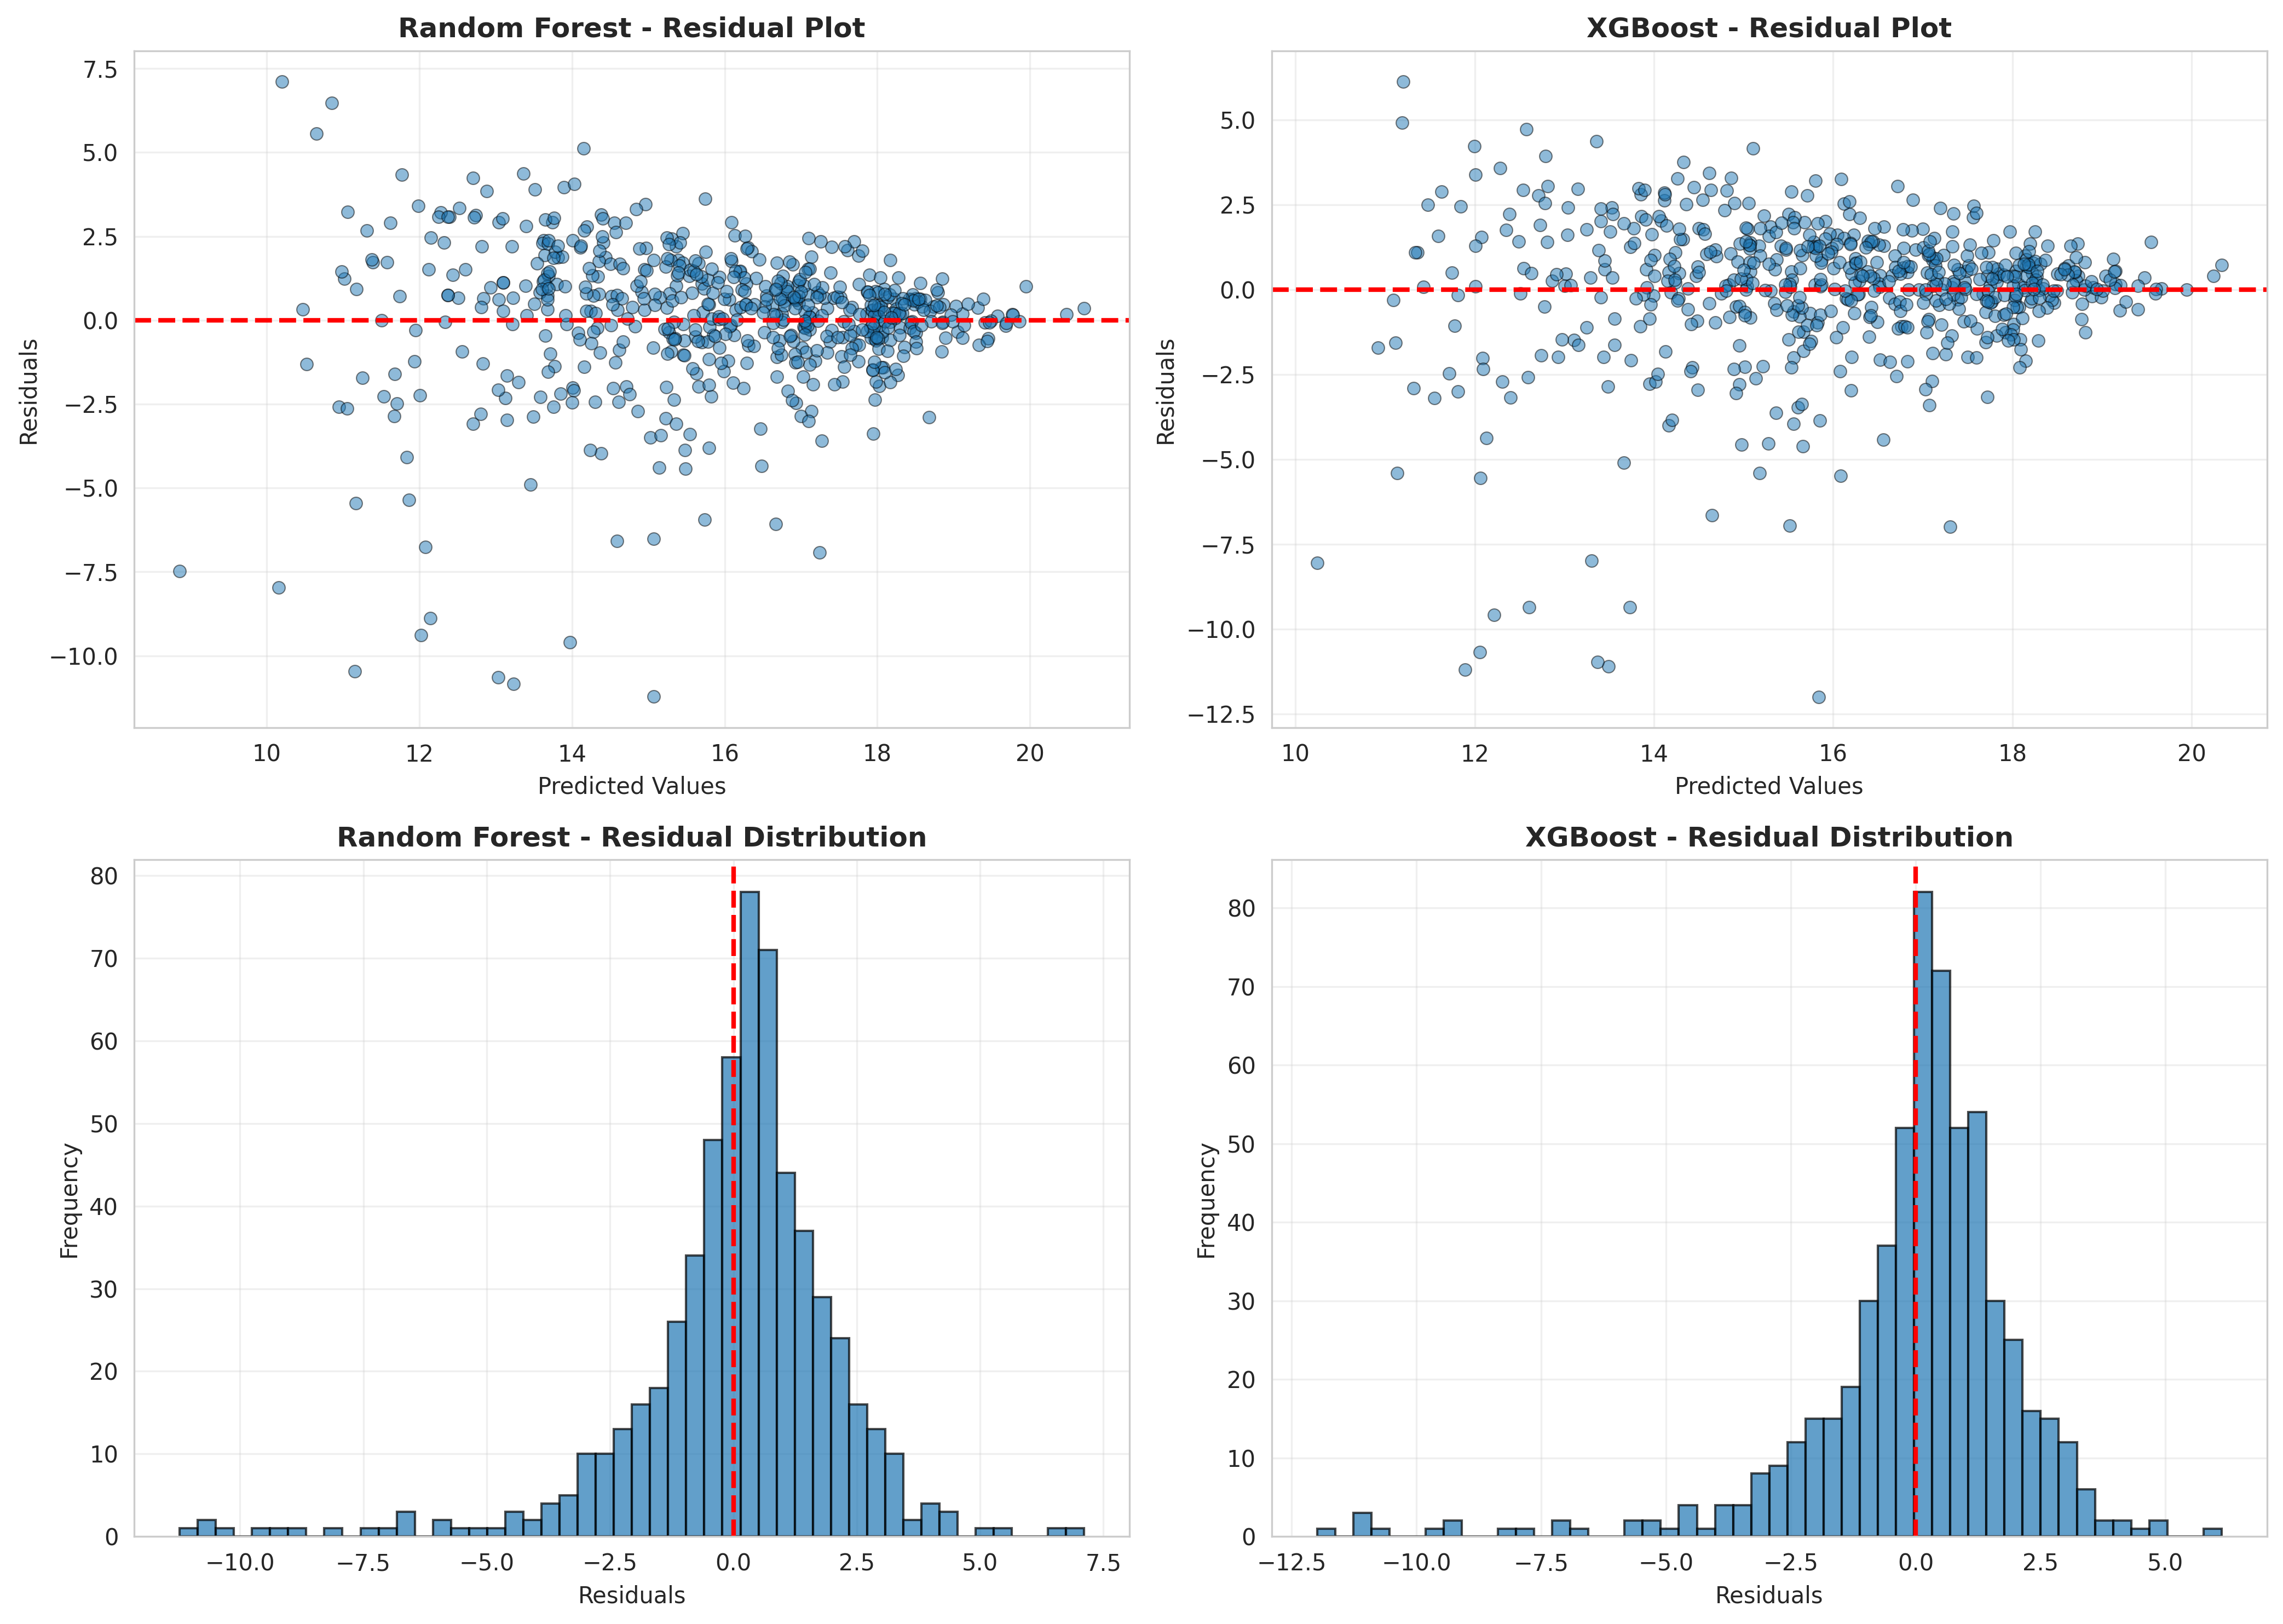 Random Forest - Residual Plot
7.5
5.0
2.5
0.0
−2.5
−5.0
−7.5
−10.0
Residuals
10 12 14 16 18 20
Predicted Values
XGBoost - Residual Plot
5.0
2.5
0.0
−2.5
−5.0
−7.5
−10.0
−12.5
Residuals
10 12 14 16 18 20
Predicted Values
Random Forest - Residual Distribution
80
70
60
50
40
30
20
10
0
Frequency
−10.0 −7.5 −5.0 −2.5 0.0 2.5 5.0 7.5
Residuals
XGBoost - Residual Distribution
80
70
60
50
40
30
20
10
0
Frequency
−12.5 −10.0 −7.5 −5.0 −2.5 0.0 2.5 5.0
Residuals